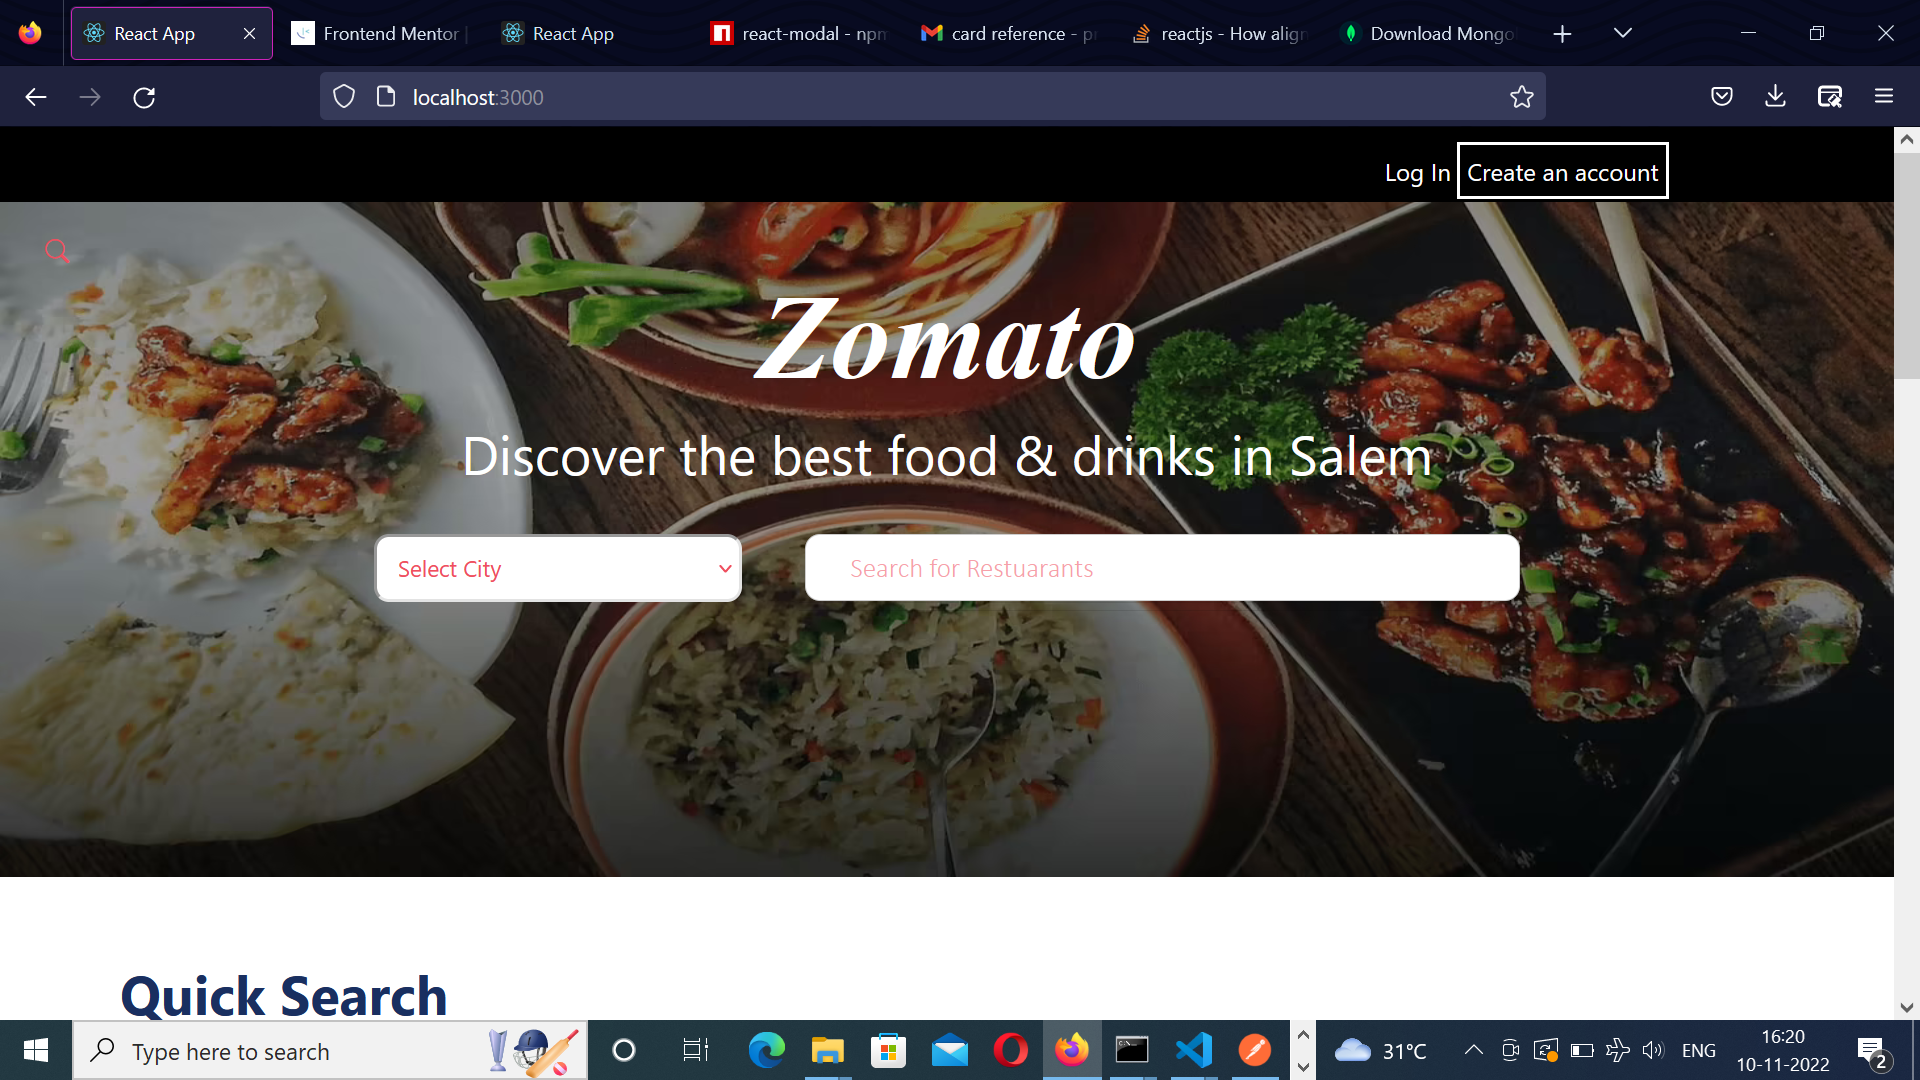 React App
Frontend Mentor |
React App
react-modal - npm
card reference - pr
reactjs - How align
Download Mongo
localhost:3000
Log In
Create an account
Zomato
Discover the best food & drinks in Salem
Select City
Search for Restuarants
Quick Search
Type here to search
31°C
ENG
16:20
10-11-2022
2